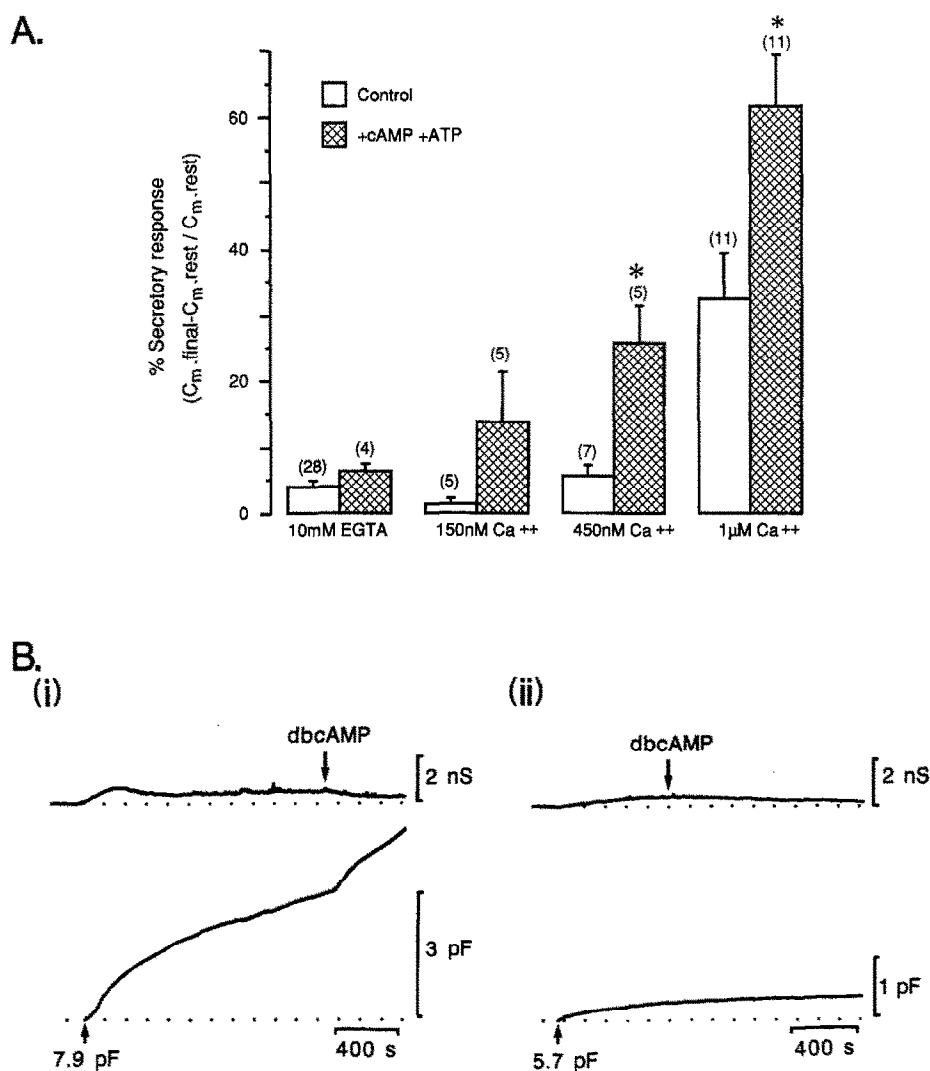 A.
% Secretory response
(Cm.final-Cm.rest / Cm.rest)
60
40
20
0
Control
+cAMP +ATP
(28)
(4)
(5)
(5)
(7)
*
(5)
(11)
*
(11)
10mM EGTA
150nM Ca ++
450nM Ca ++
1µM Ca ++
B.
(i)
dbcAMP
2 nS
3 pF
7.9 pF
400 s
(ii)
dbcAMP
2 nS
1 pF
5.7 pF
400 s